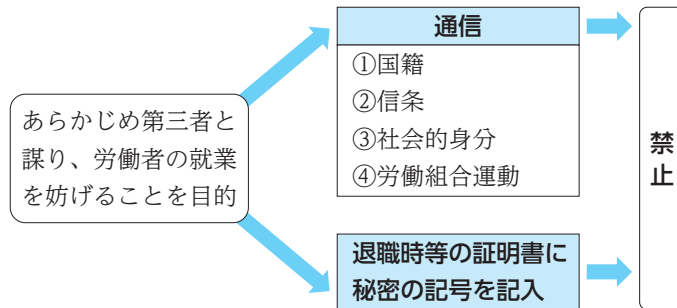 あらかじめ第三者と
謀り、労働者の就業
を妨げることを目的
通信
①国籍
②信条
③社会的身分
④労働組合運動
退職時等の証明書に
秘密の記号を記入
禁止